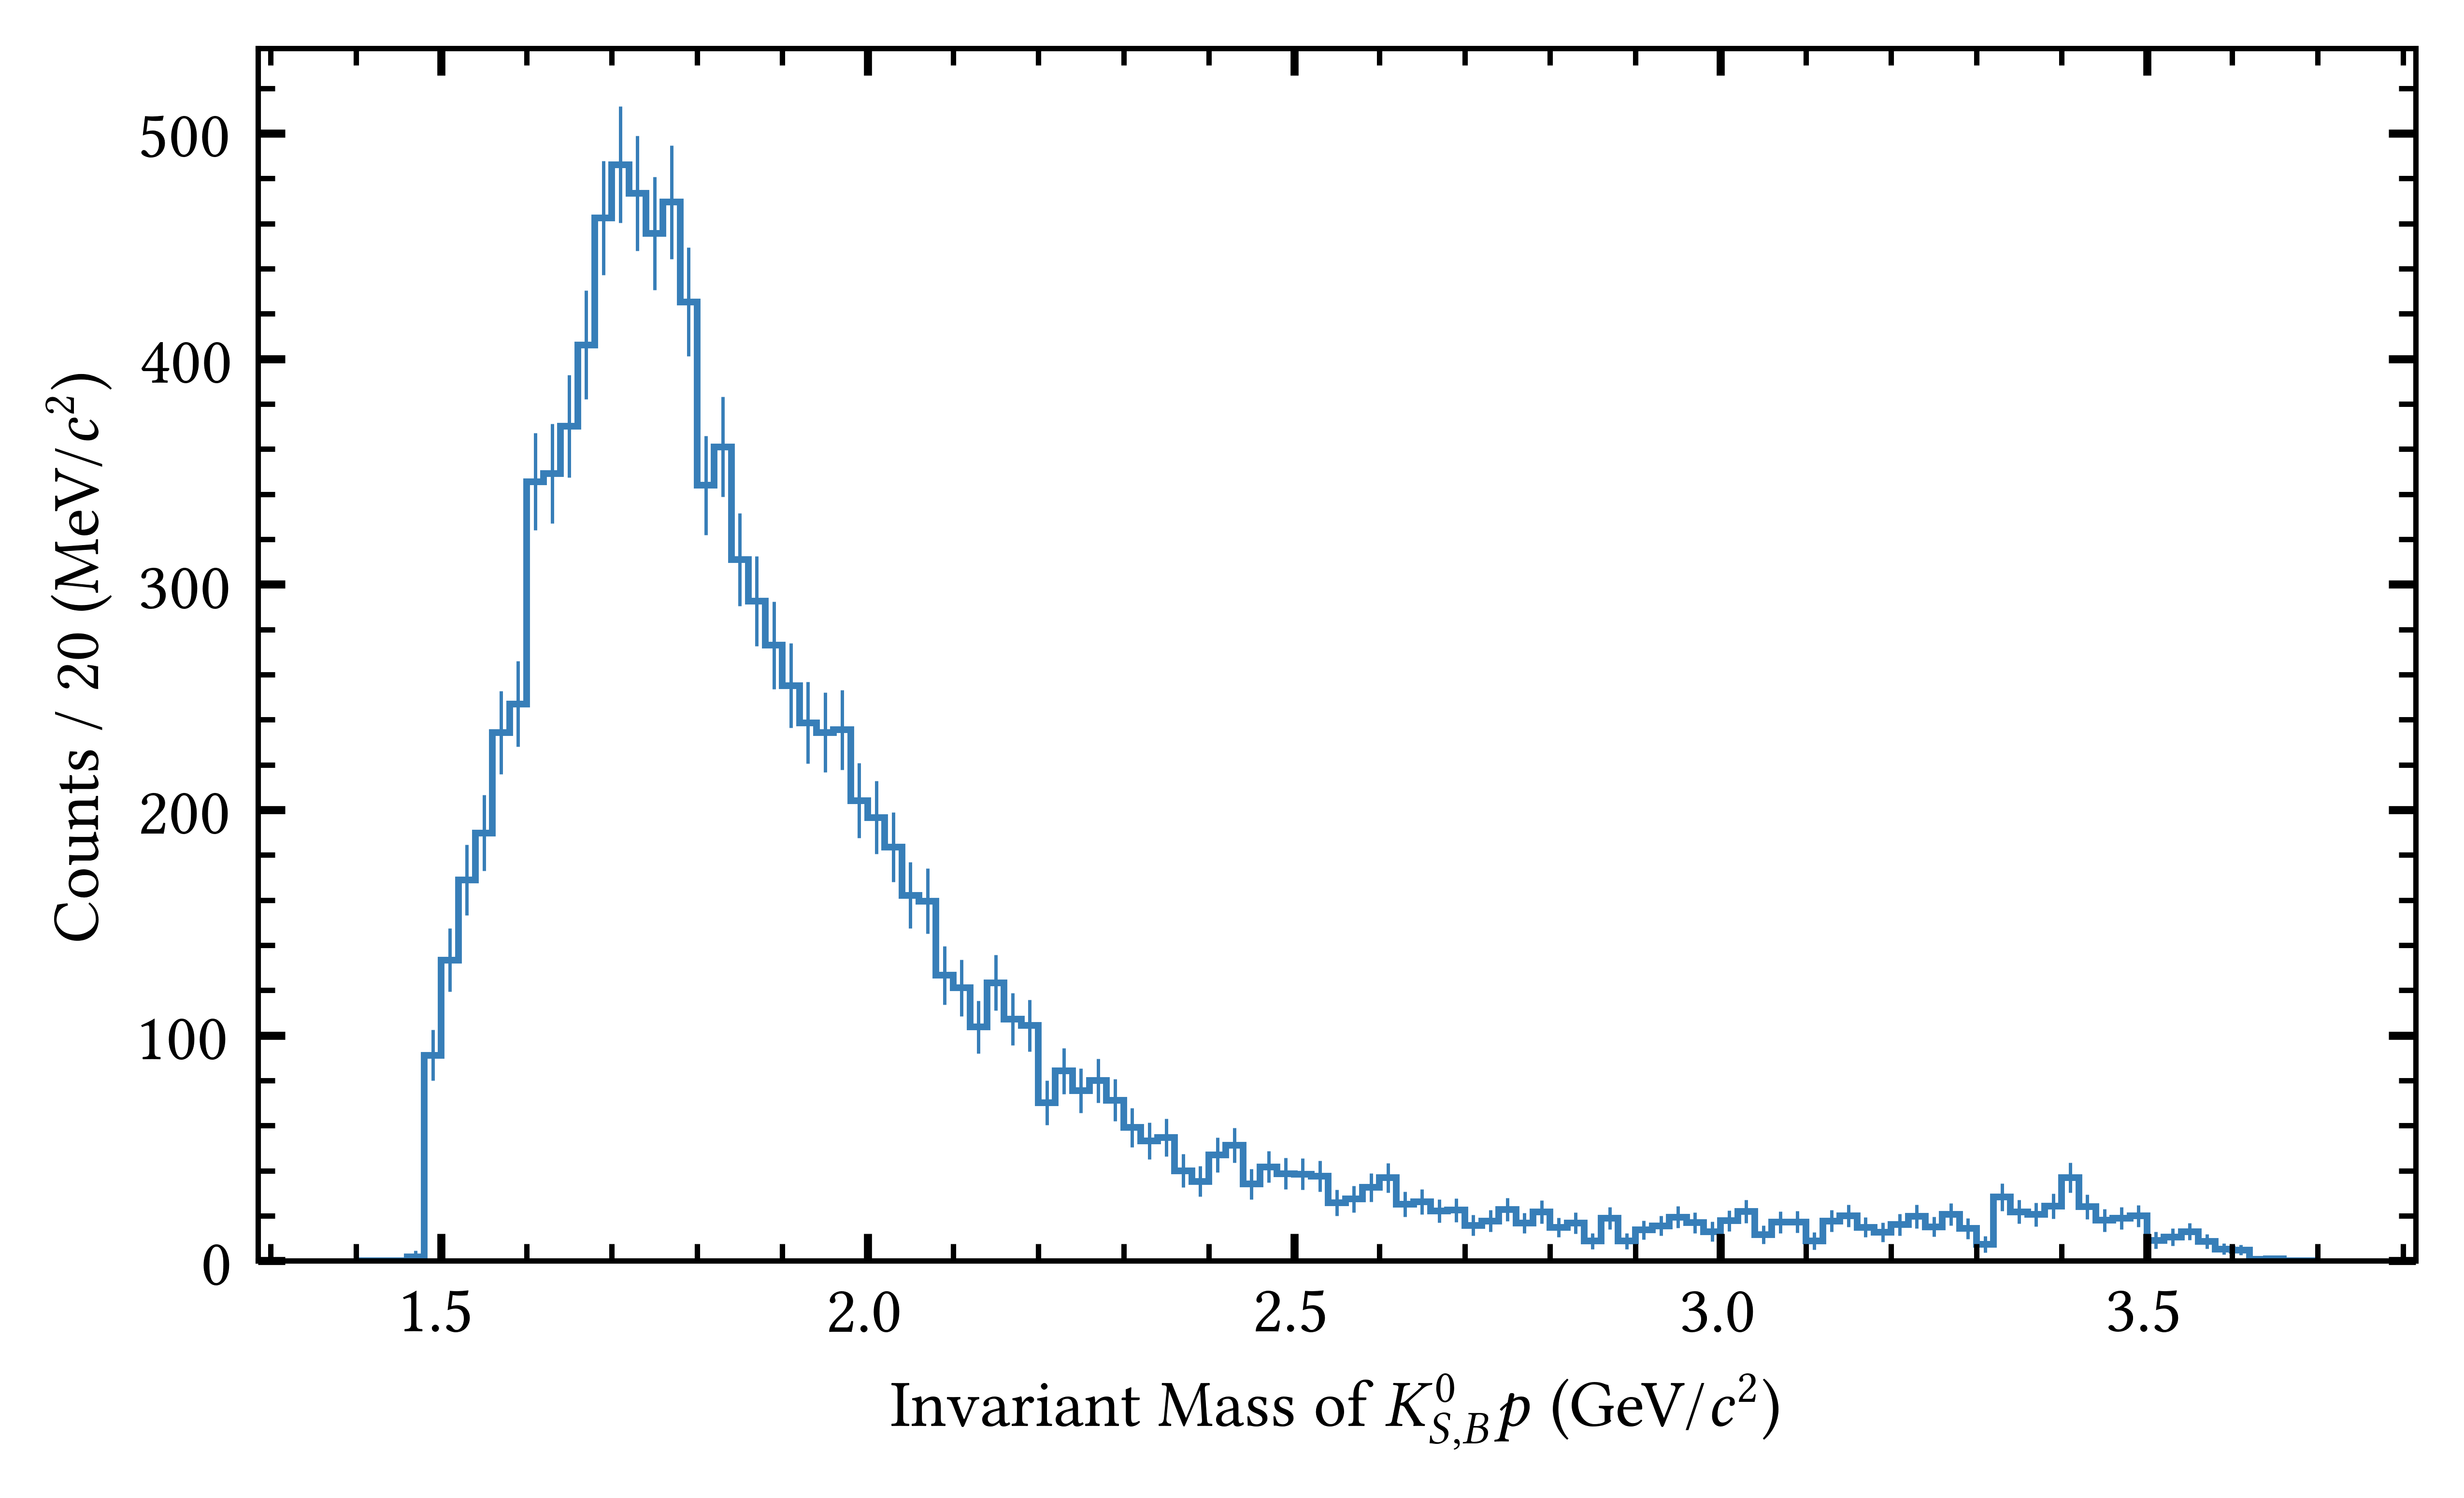 Counts / 20 (MeV/c²)
500
400
300
200
100
0
1.5 2.0 2.5 3.0 3.5
Invariant Mass of K⁰_{S,B}p (GeV/c²)